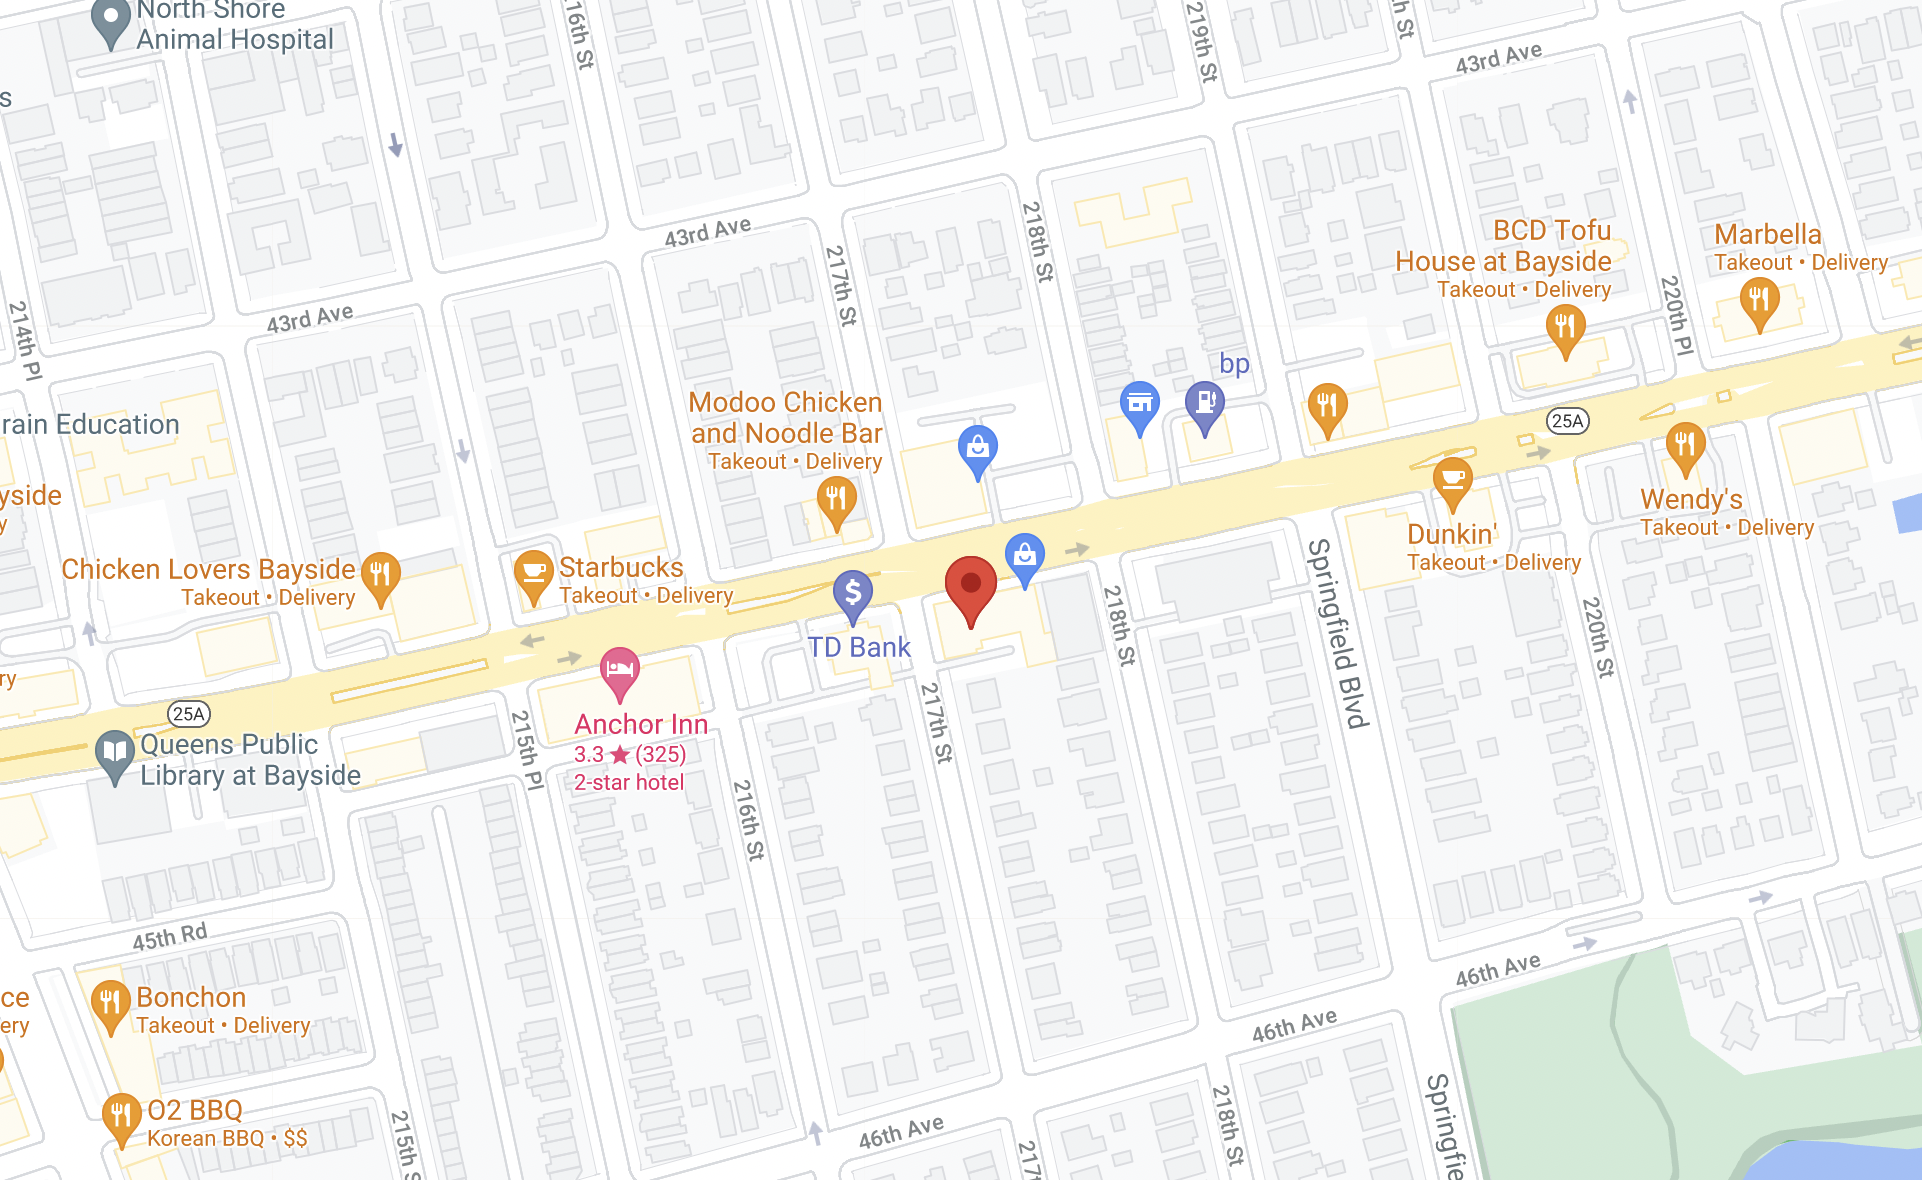 North Shore
Animal Hospital
16th St
219th St
h St
43rd Ave
s
43rd Ave
217th St
218th St
BCD Tofu
House at Bayside
Takeout • Delivery
Marbella
Takeout • Delivery
220th Pl
43rd Ave
214th Pl
bp
Modoo Chicken
and Noodle Bar
Takeout • Delivery
25A
rain Education
yside
y
Wendy's
Takeout • Delivery
Dunkin'
Takeout • Delivery
Chicken Lovers Bayside
Takeout • Delivery
Starbucks
Takeout • Delivery
$
TD Bank
218th St
Springfield Blvd
220th St
ry
25A
Queens Public
Library at Bayside
215th Pl
Anchor Inn
3.3 ★ (325)
2-star hotel
217th St
216th St
45th Rd
46th Ave
ce
ery
Bonchon
Takeout • Delivery
46th Ave
O2 BBQ
Korean BBQ • $$
215th S
46th Ave
217
218th St
Springfie